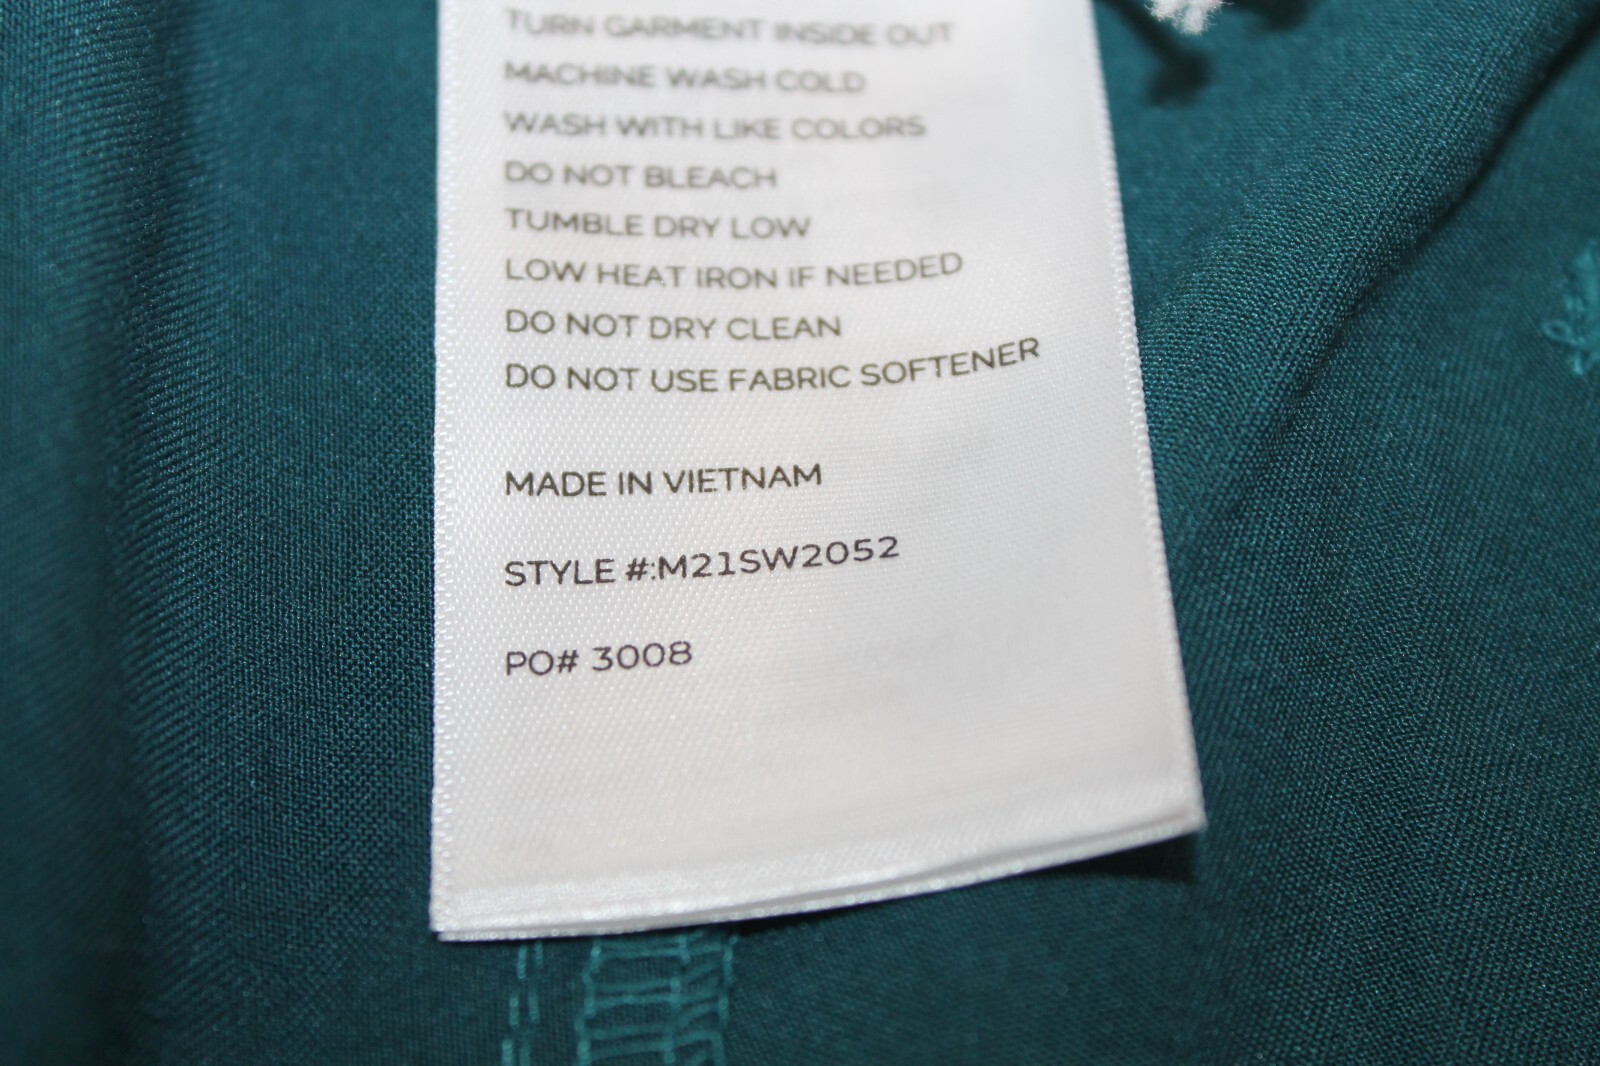 TURN GARMENT INSIDE OUT
MACHINE WASH COLD
WASH WITH LIKE COLORS
DO NOT BLEACH
TUMBLE DRY LOW
LOW HEAT IRON IF NEEDED
DO NOT DRY CLEAN
DO NOT USE FABRIC SOFTENER
MADE IN VIETNAM
STYLE #:M21SW2052
PO# 3008